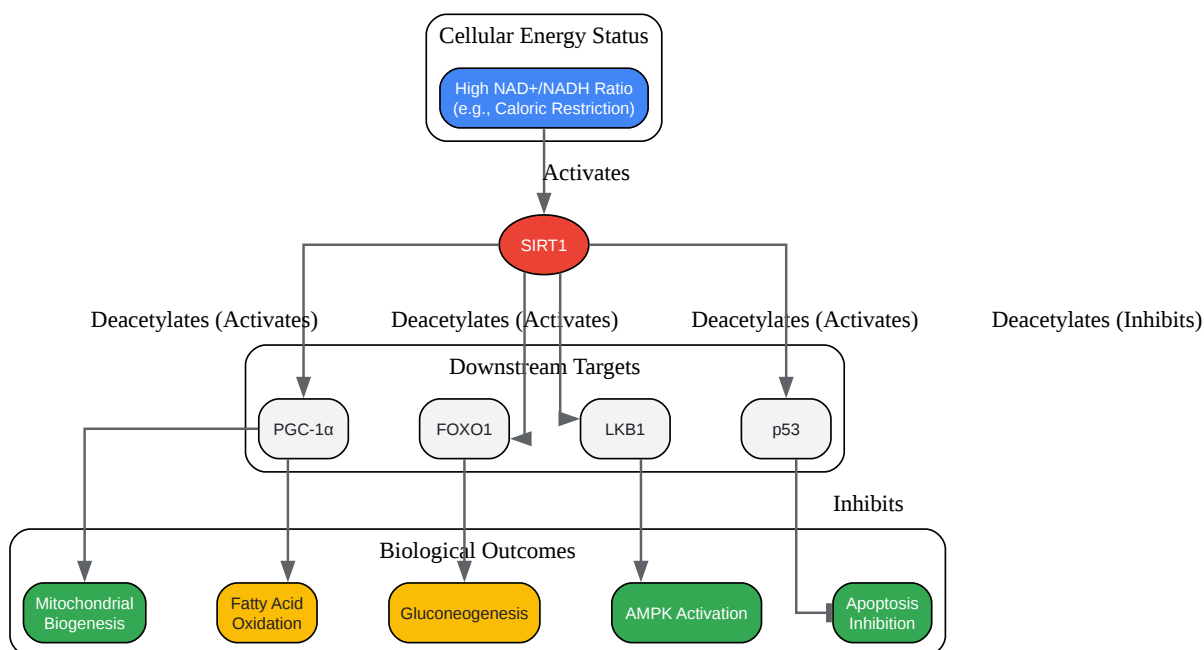 Cellular Energy Status
High NAD+/NADH Ratio
(e.g., Caloric Restriction)
Activates
SIRT1
Deacetylates (Activates)
Deacetylates (Activates)
Deacetylates (Activates)
Deacetylates (Inhibits)
Downstream Targets
PGC-1α
FOXO1
LKB1
p53
Inhibits
Biological Outcomes
Mitochondrial
Biogenesis
Fatty Acid
Oxidation
Gluconeogenesis
AMPK Activation
Apoptosis
Inhibition